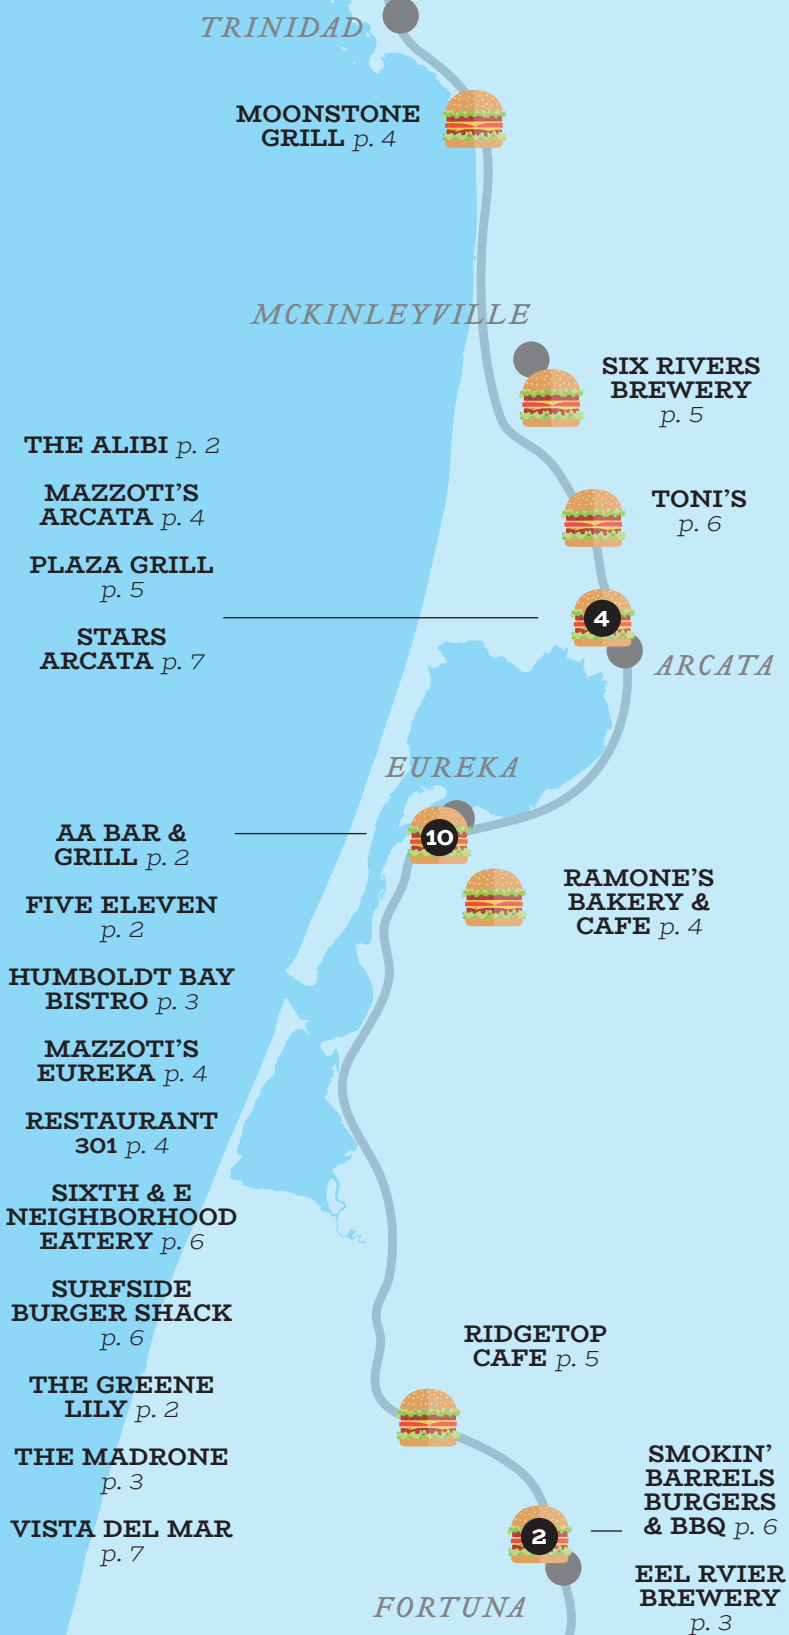 TRINIDAD
MOONSTONE
GRILL p. 4
MCKINLEYVILLE
SIX RIVERS
BREWERY
p. 5
THE ALIBI p. 2
MAZZOTI'S
ARCATA p. 4
PLAZA GRILL
p. 5
STARS
ARCATA p. 7
TONI'S
p. 6
4
ARCATA
EUREKA
10
AA BAR &
GRILL p. 2
FIVE ELEVEN
p. 2
HUMBOLDT BAY
BISTRO p. 3
MAZZOTI'S
EUREKA p. 4
RESTAURANT
301 p. 4
SIXTH & E
NEIGHBORHOOD
EATERY p. 6
SURFSIDE
BURGER SHACK
p. 6
THE GREENE
LILY p. 2
THE MADRONE
p. 3
VISTA DEL MAR
p. 7
RAMONE'S
BAKERY &
CAFE p. 4
RIDGETOP
CAFE p. 5
2
SMOKIN'
BARRELS
BURGERS
& BBQ p. 6
EEL RVIER
BREWERY
p. 3
FORTUNA